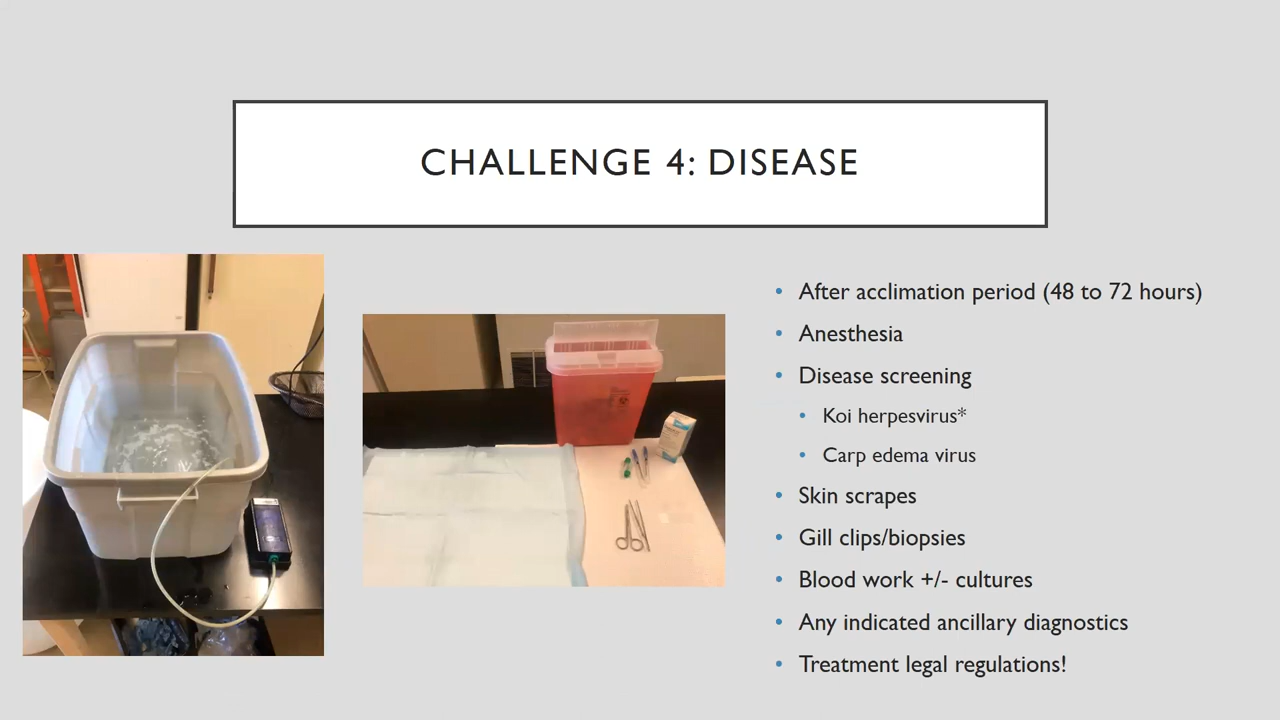 CHALLENGE 4: DISEASE
• After acclimation period (48 to 72 hours)
• Anesthesia
• Disease screening
• Koi herpesvirus*
• Carp edema virus
• Skin scrapes
• Gill clips/biopsies
• Blood work +/- cultures
• Any indicated ancillary diagnostics
• Treatment legal regulations!